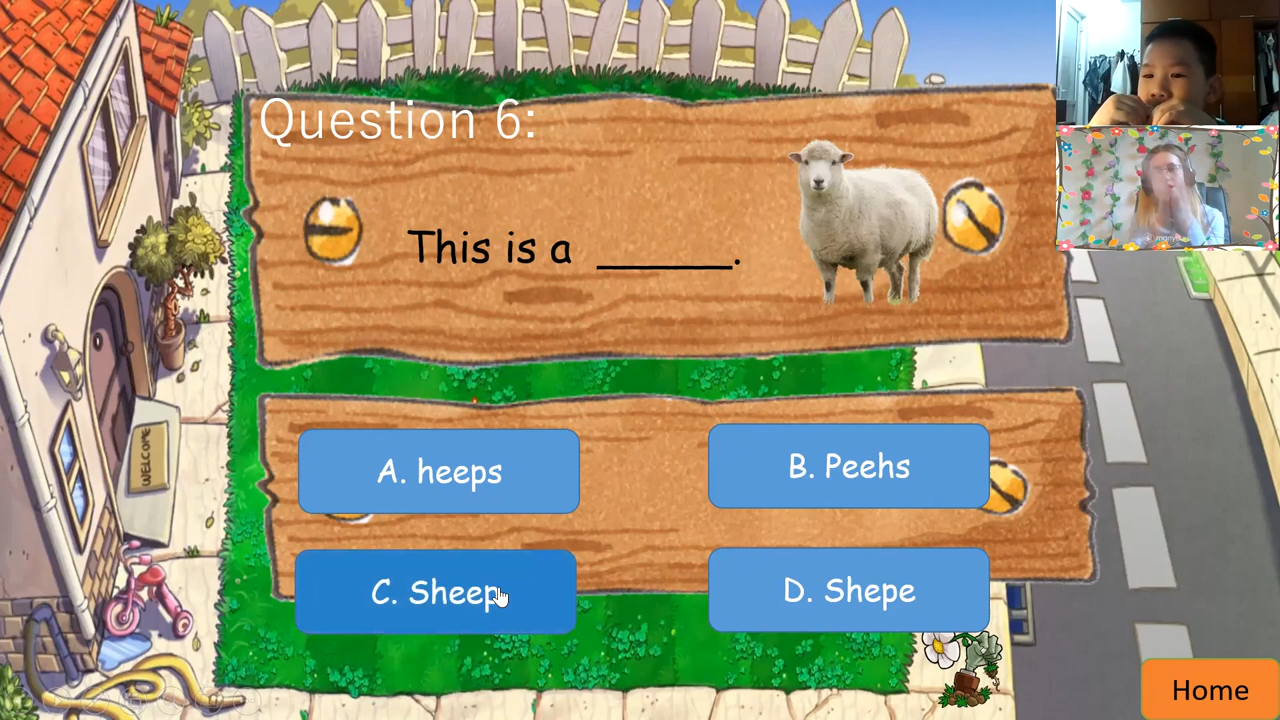 Question 6:
This is a ______.
A. heeps
B. Peehs
C. Sheep
D. Shepe
WELCOME
Home